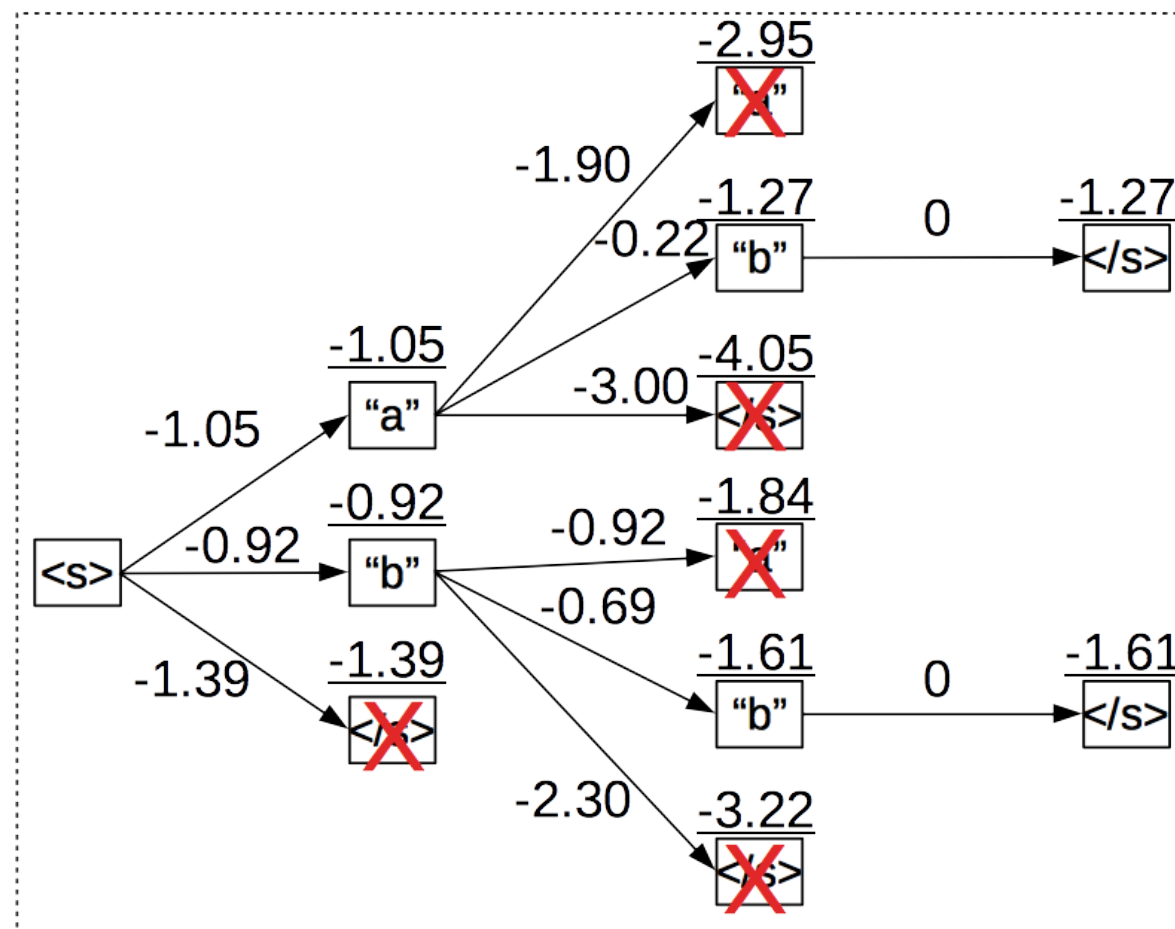 -2.95
"a"
-1.90
-1.27
-0.22
"b"
0
-1.27
</s>
-1.05
"a"
-1.05
-3.00
-4.05
</s>
-0.92
"b"
-0.92
<s>
-0.92
-1.84
"a"
-0.69
-1.39
-1.39
</s>
-1.61
"b"
0
-1.61
</s>
-2.30
-3.22
</s>